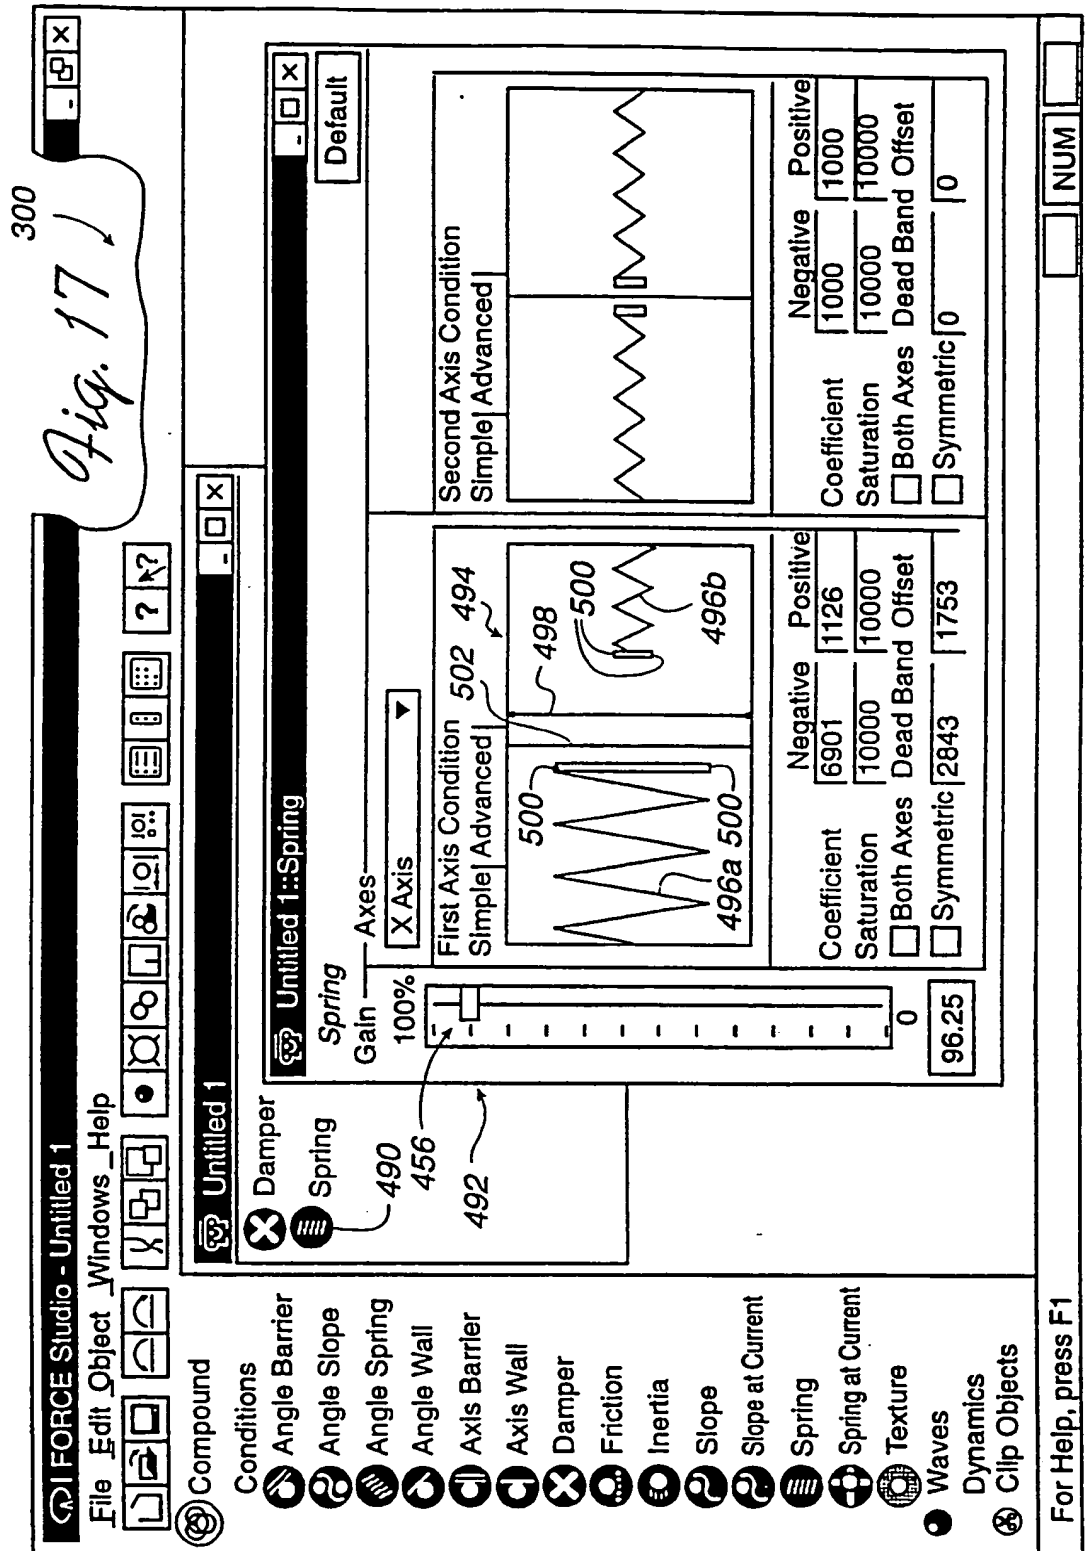 Fig. 17
300
I FORCE Studio - Untitled 1
File Edit Object Windows Help
?
?
Compound
Conditions
Angle Barrier
Angle Slope
Angle Spring
Angle Wall
Axis Barrier
Axis Wall
Damper
Friction
Inertia
Slope
Slope at Current
Spring
Spring at Current
Texture
Waves
Dynamics
Clip Objects
Untitled 1
Damper
Spring
490
456
492
Untitled 1::Spring
Default
Spring
Gain
100%
0
96.25
Axes
X Axis
First Axis Condition
Simple Advanced
502
494
498
500
500
500
496a
496b
Negative Positive
Coefficient 6901 1126
Saturation 10000 10000
Both Axes Dead Band Offset
Symmetric 2843 1753
Second Axis Condition
Simple Advanced
Negative Positive
Coefficient 1000 1000
Saturation 10000 10000
Both Axes Dead Band Offset
Symmetric 0 0
For Help, press F1
NUM